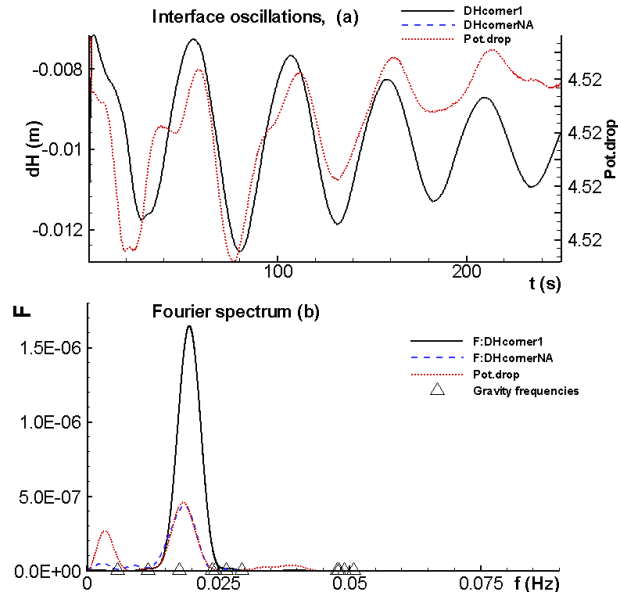 Interface oscillations, (a)
DHcorner1
DHcornerNA
Pot.drop
-0.008
-0.01
-0.012
dH (m)
4.52
4.52
4.52
4.52
Pot.drop
100
200
t (s)
Fourier spectrum (b)
F
F:DHcorner1
F:DHcornerNA
Pot.drop
Gravity frequencies
1.5E-06
1.0E-06
5.0E-07
0.0E+00
0
0.025
0.05
0.075
f (Hz)